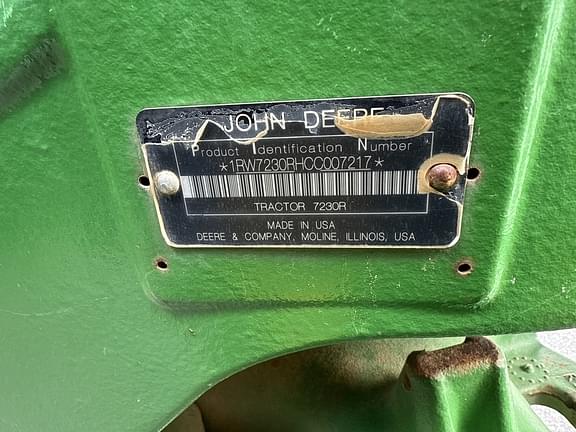 JOHN DEERE
Product Identification Number
*1RW7230RHCC007217*
TRACTOR 7230R
MADE IN USA
DEERE & COMPANY, MOLINE, ILLINOIS, USA